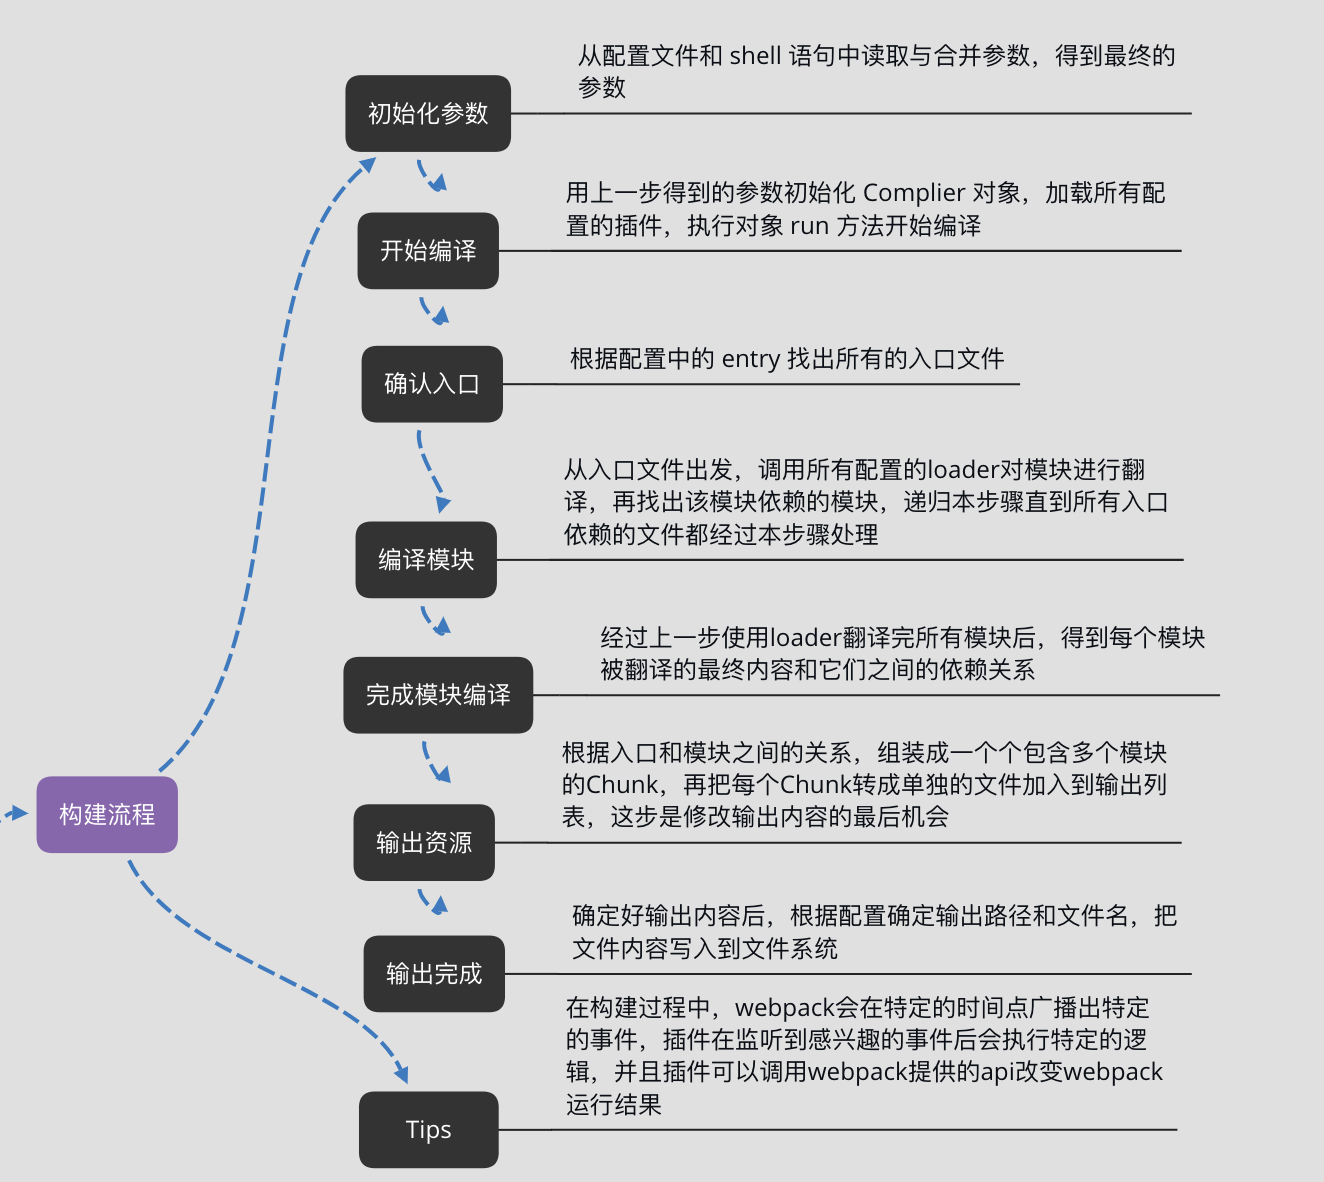 从配置文件和 shell 语句中读取与合并参数，得到最终的
参数
初始化参数
用上一步得到的参数初始化 Complier 对象，加载所有配
置的插件，执行对象 run 方法开始编译
开始编译
根据配置中的 entry 找出所有的入口文件
确认入口
从入口文件出发，调用所有配置的loader对模块进行翻
译，再找出该模块依赖的模块，递归本步骤直到所有入口
依赖的文件都经过本步骤处理
编译模块
经过上一步使用loader翻译完所有模块后，得到每个模块
被翻译的最终内容和它们之间的依赖关系
完成模块编译
根据入口和模块之间的关系，组装成一个个包含多个模块
的Chunk，再把每个Chunk转成单独的文件加入到输出列
表，这步是修改输出内容的最后机会
构建流程
输出资源
确定好输出内容后，根据配置确定输出路径和文件名，把
文件内容写入到文件系统
输出完成
在构建过程中，webpack会在特定的时间点广播出特定
的事件，插件在监听到感兴趣的事件后会执行特定的逻
辑，并且插件可以调用webpack提供的api改变webpack
运行结果
Tips